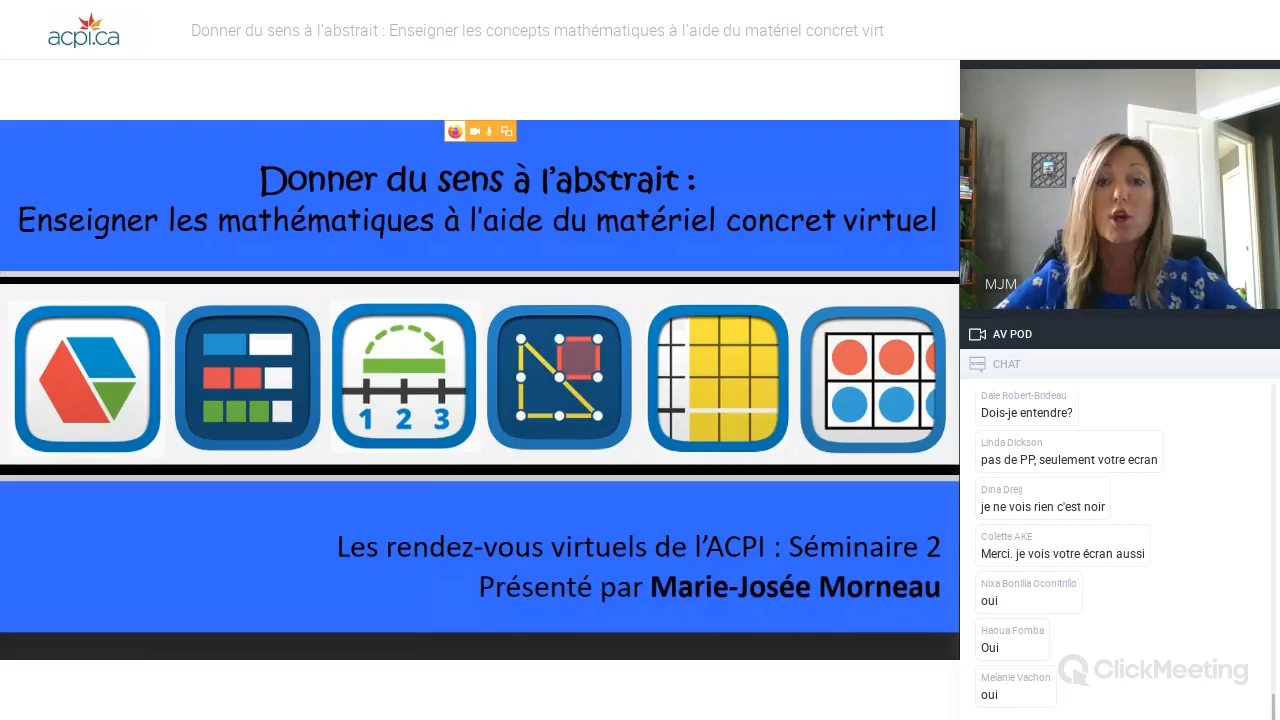 acpi.ca
Donner du sens à l'abstrait : Enseigner les concepts mathématiques à l'aide du matériel concret virt
Donner du sens à l'abstrait :
Enseigner les mathématiques à l'aide du matériel concret virtuel
1 2 3
Les rendez-vous virtuels de l'ACPI : Séminaire 2
Présenté par Marie-Josée Morneau
MJM
AV POD
CHAT
Dale Robert-Brideau
Dois-je entendre?
Linda Dickson
pas de PP, seulement votre ecran
Dina Dreij
je ne vois rien c'est noir
Colette AKE
Merci. je vois votre écran aussi
Nixa Bonilla Oconitrillo
oui
Haoua Fomba
Oui
ClickMeeting
Melanie Vachon
oui